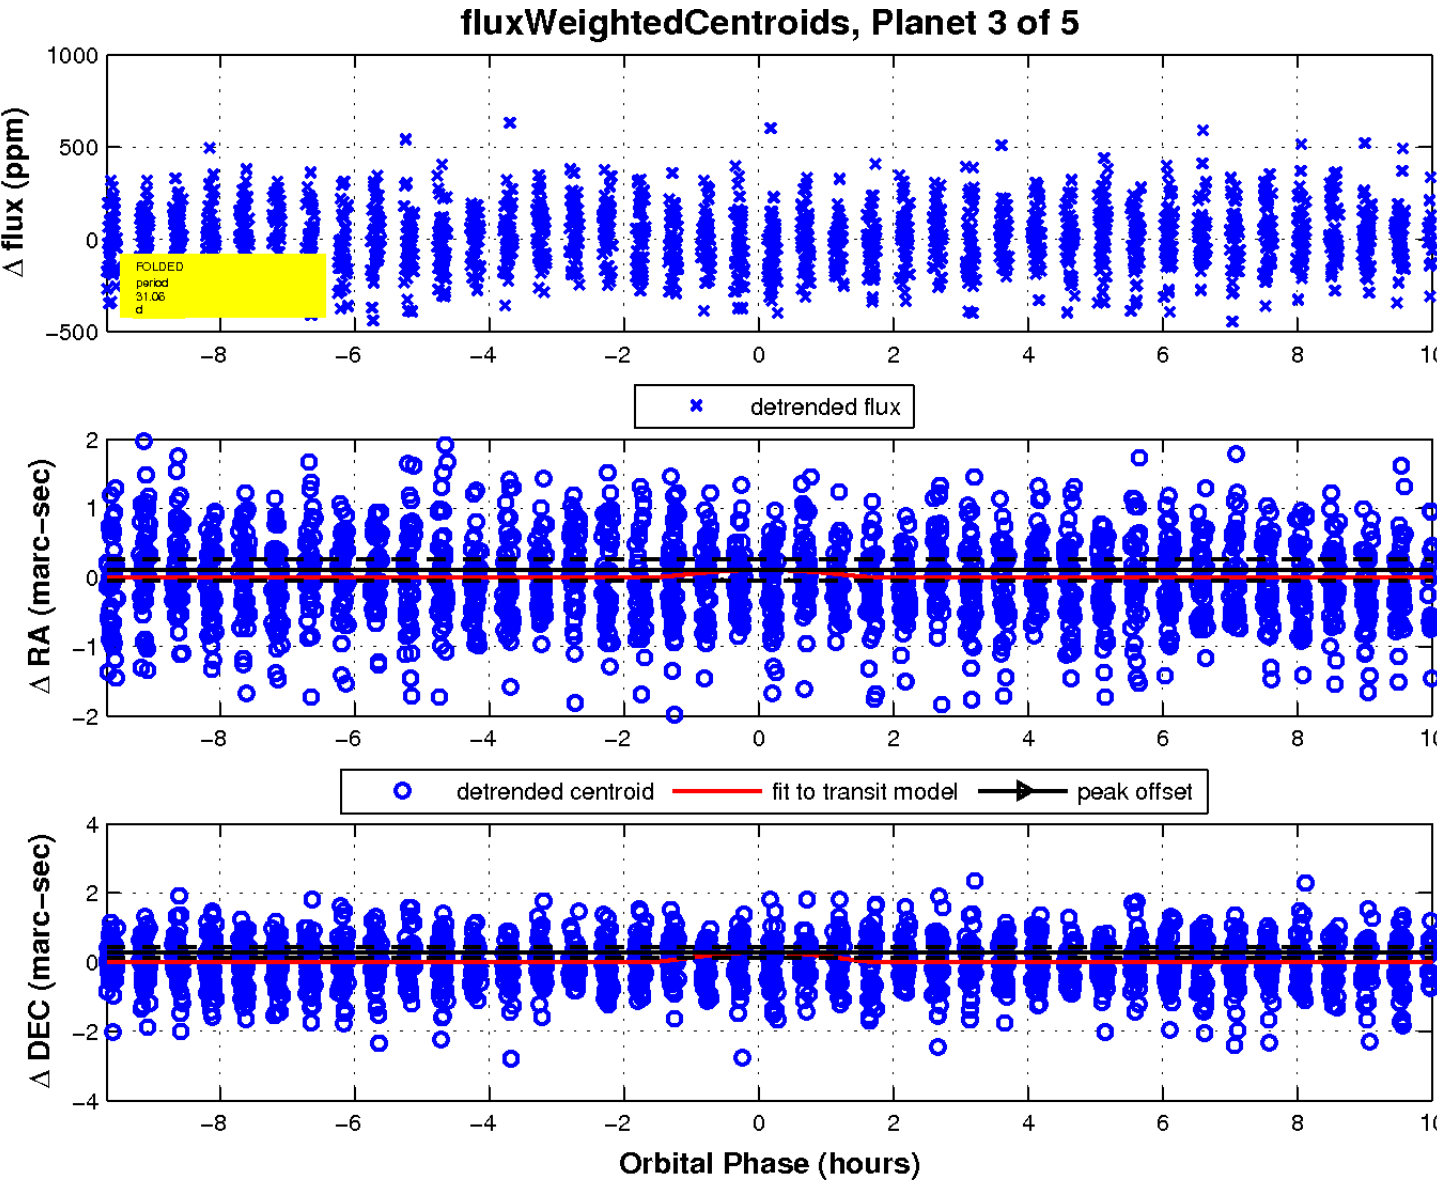 fluxWeightedCentroids, Planet 3 of 5
Δ flux (ppm)
1000
500
0
−500
FOLDED
period
31.06
d
−8 −6 −4 −2 0 2 4 6 8 10
detrended flux
Δ RA (marc−sec)
2
1
0
−1
−2
−8 −6 −4 −2 0 2 4 6 8 10
detrended centroid fit to transit model peak offset
Δ DEC (marc−sec)
4
2
0
−2
−4
−8 −6 −4 −2 0 2 4 6 8 10
Orbital Phase (hours)